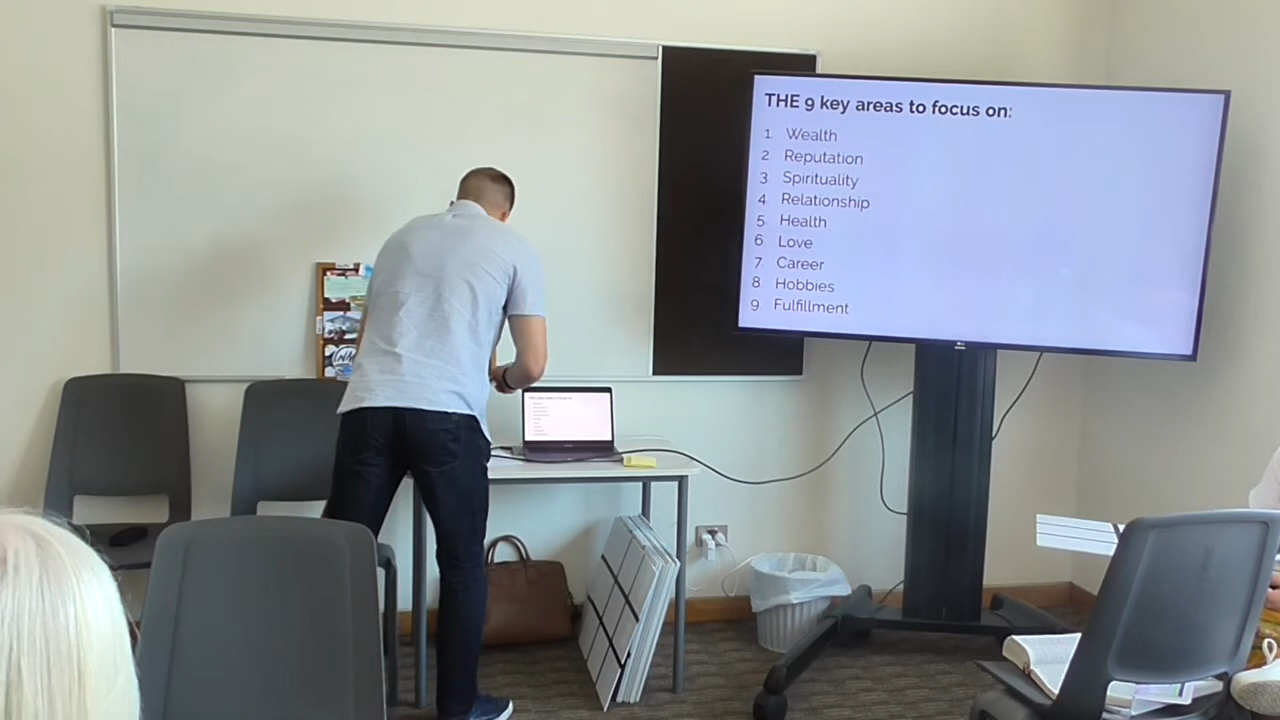 THE 9 key areas to focus on:
1 Wealth
2 Reputation
3 Spirituality
4 Relationship
5 Health
6 Love
7 Career
8 Hobbies
9 Fulfillment